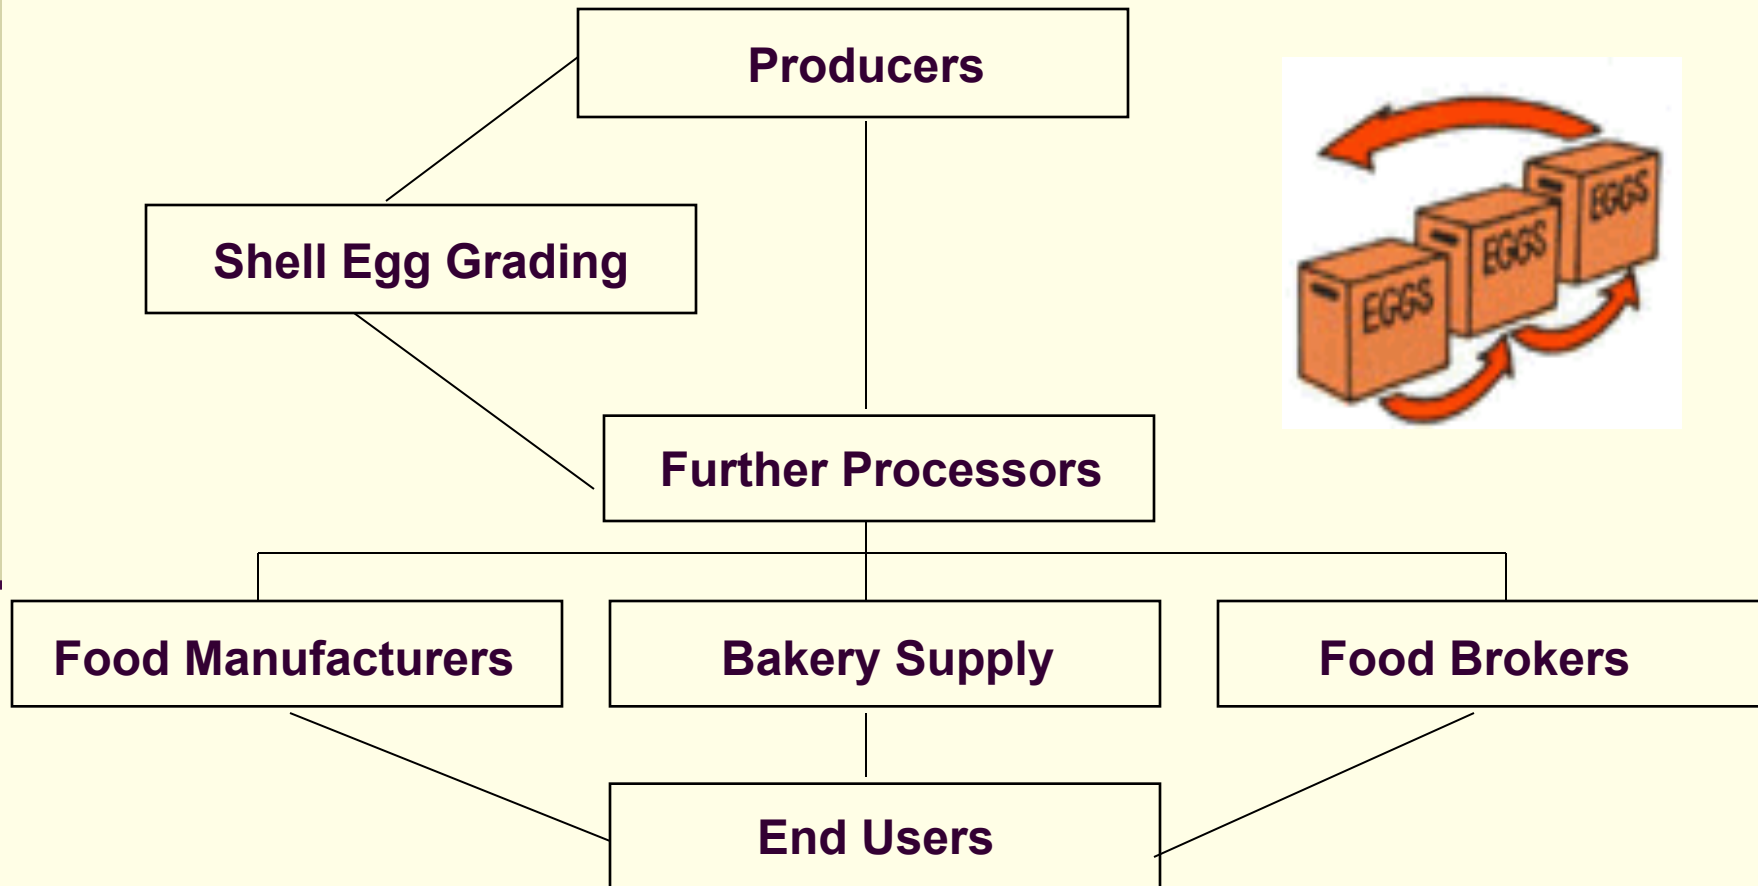 Producers
Shell Egg Grading
EGGS
EGGS
EGGS
Further Processors
Food Manufacturers
Bakery Supply
Food Brokers
End Users